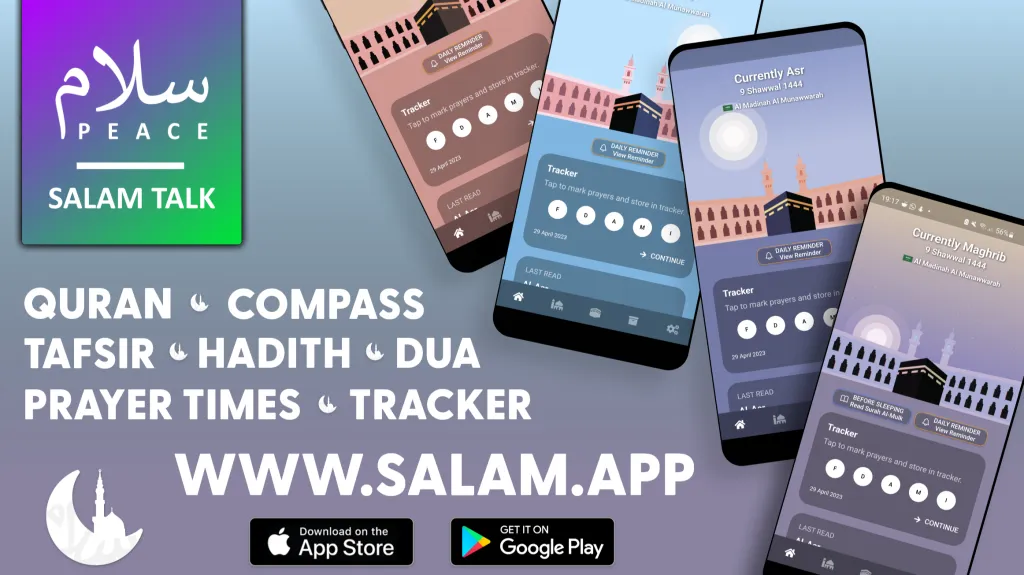 سلام
PEACE
SALAM TALK
QURAN COMPASS
TAFSIR HADITH DUA
PRAYER TIMES TRACKER
WWW.SALAM.APP
Download on the
App Store
GET IT ON
Google Play
DAILY REMINDER
View Reminder
Tracker
Tap to mark prayers and store in tracker.
F D A M
29 April 2023
LAST READ
Al Madinah Al Munawwarah
DAILY REMINDER
View Reminder
Tracker
Tap to mark prayers and store in tracker.
F D A M I
29 April 2023
→ CONTINUE
LAST READ
Currently Asr
9 Shawwal 1444
Al Madinah Al Munawwarah
DAILY REMINDER
View Reminder
Tracker
Tap to mark prayers and store in
F D A M
29 April 2023
LAST READ
19:17 56%
Currently Maghrib
9 Shawwal 1444
Al Madinah Al Munawwarah
BEFORE SLEEPING
Read Surah Al-Mulk
DAILY REMINDER
View Reminder
Tracker
Tap to mark prayers and store in tracker.
F D A M I
29 April 2023
→ CONTINUE
LAST READ